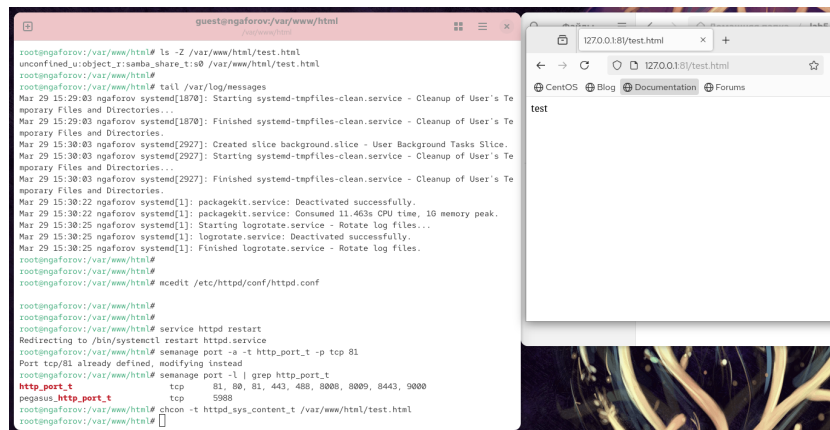 guest@ngaforov:/var/www/html
/var/www/html
root@ngaforov:/var/www/html# ls -Z /var/www/html/test.html
unconfined_u:object_r:samba_share_t:s0 /var/www/html/test.html
root@ngaforov:/var/www/html#
root@ngaforov:/var/www/html# tail /var/log/messages
Mar 29 15:29:03 ngaforov systemd[1870]: Starting systemd-tmpfiles-clean.service - Cleanup of User's Te
mporary Files and Directories...
Mar 29 15:29:03 ngaforov systemd[1870]: Finished systemd-tmpfiles-clean.service - Cleanup of User's Te
mporary Files and Directories.
Mar 29 15:30:03 ngaforov systemd[2927]: Created slice background.slice - User Background Tasks Slice.
Mar 29 15:30:03 ngaforov systemd[2927]: Starting systemd-tmpfiles-clean.service - Cleanup of User's Te
mporary Files and Directories...
Mar 29 15:30:03 ngaforov systemd[2927]: Finished systemd-tmpfiles-clean.service - Cleanup of User's Te
mporary Files and Directories.
Mar 29 15:30:22 ngaforov systemd[1]: packagekit.service: Deactivated successfully.
Mar 29 15:30:22 ngaforov systemd[1]: packagekit.service: Consumed 11.463s CPU time, 1G memory peak.
Mar 29 15:30:25 ngaforov systemd[1]: Starting logrotate.service - Rotate log files...
Mar 29 15:30:25 ngaforov systemd[1]: logrotate.service: Deactivated successfully.
Mar 29 15:30:25 ngaforov systemd[1]: Finished logrotate.service - Rotate log files.
root@ngaforov:/var/www/html#
root@ngaforov:/var/www/html#
root@ngaforov:/var/www/html# mcedit /etc/httpd/conf/httpd.conf
root@ngaforov:/var/www/html#
root@ngaforov:/var/www/html#
root@ngaforov:/var/www/html# service httpd restart
Redirecting to /bin/systemctl restart httpd.service
root@ngaforov:/var/www/html# semanage port -a -t http_port_t -p tcp 81
Port tcp/81 already defined, modifying instead
root@ngaforov:/var/www/html# semanage port -l | grep http_port_t
http_port_t tcp 81, 80, 81, 443, 488, 8008, 8009, 8443, 9000
pegasus_http_port_t tcp 5988
root@ngaforov:/var/www/html# chcon -t httpd_sys_content_t /var/www/html/test.html
root@ngaforov:/var/www/html#
127.0.0.1:81/test.html
127.0.0.1:81/test.html
CentOS Blog Documentation Forums
test